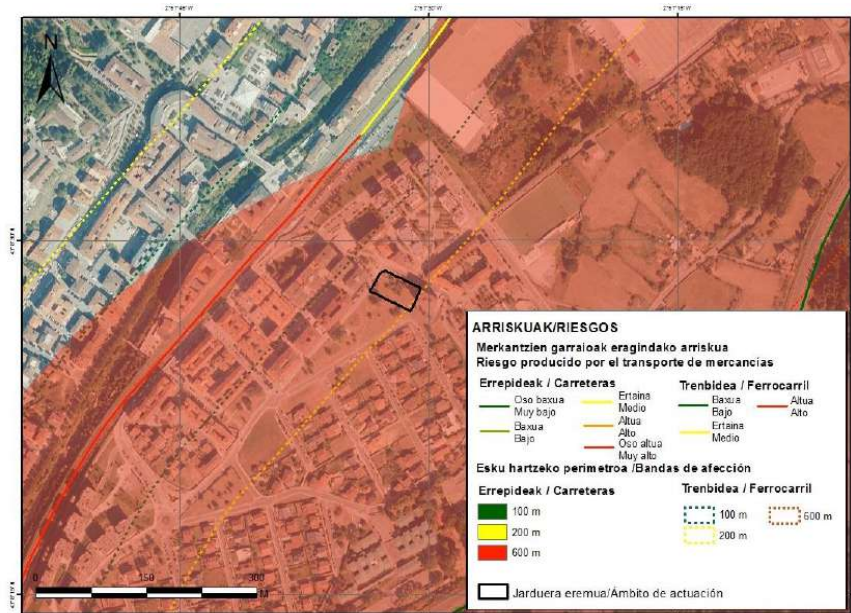 N
ARRISKUAK/RIESGOS
Merkantzien garraioak eragindako arriskua
Riesgo producido por el transporte de mercancías
Errepideak / Carreteras
Oso baxua
Muy bajo
Baxua
Bajo
Ertaina
Medio
Altua
Alto
Oso altua
Muy alto
Trenbidea / Ferrocarril
Baxua
Bajo
Ertaina
Medio
Altua
Alto
Esku hartzeko perimetroa /Bandas de afección
Errepideak / Carreteras
100 m
200 m
600 m
Trenbidea / Ferrocarril
100 m
200 m
600 m
Jarduera eremua/Ámbito de actuación
0 150 300
M